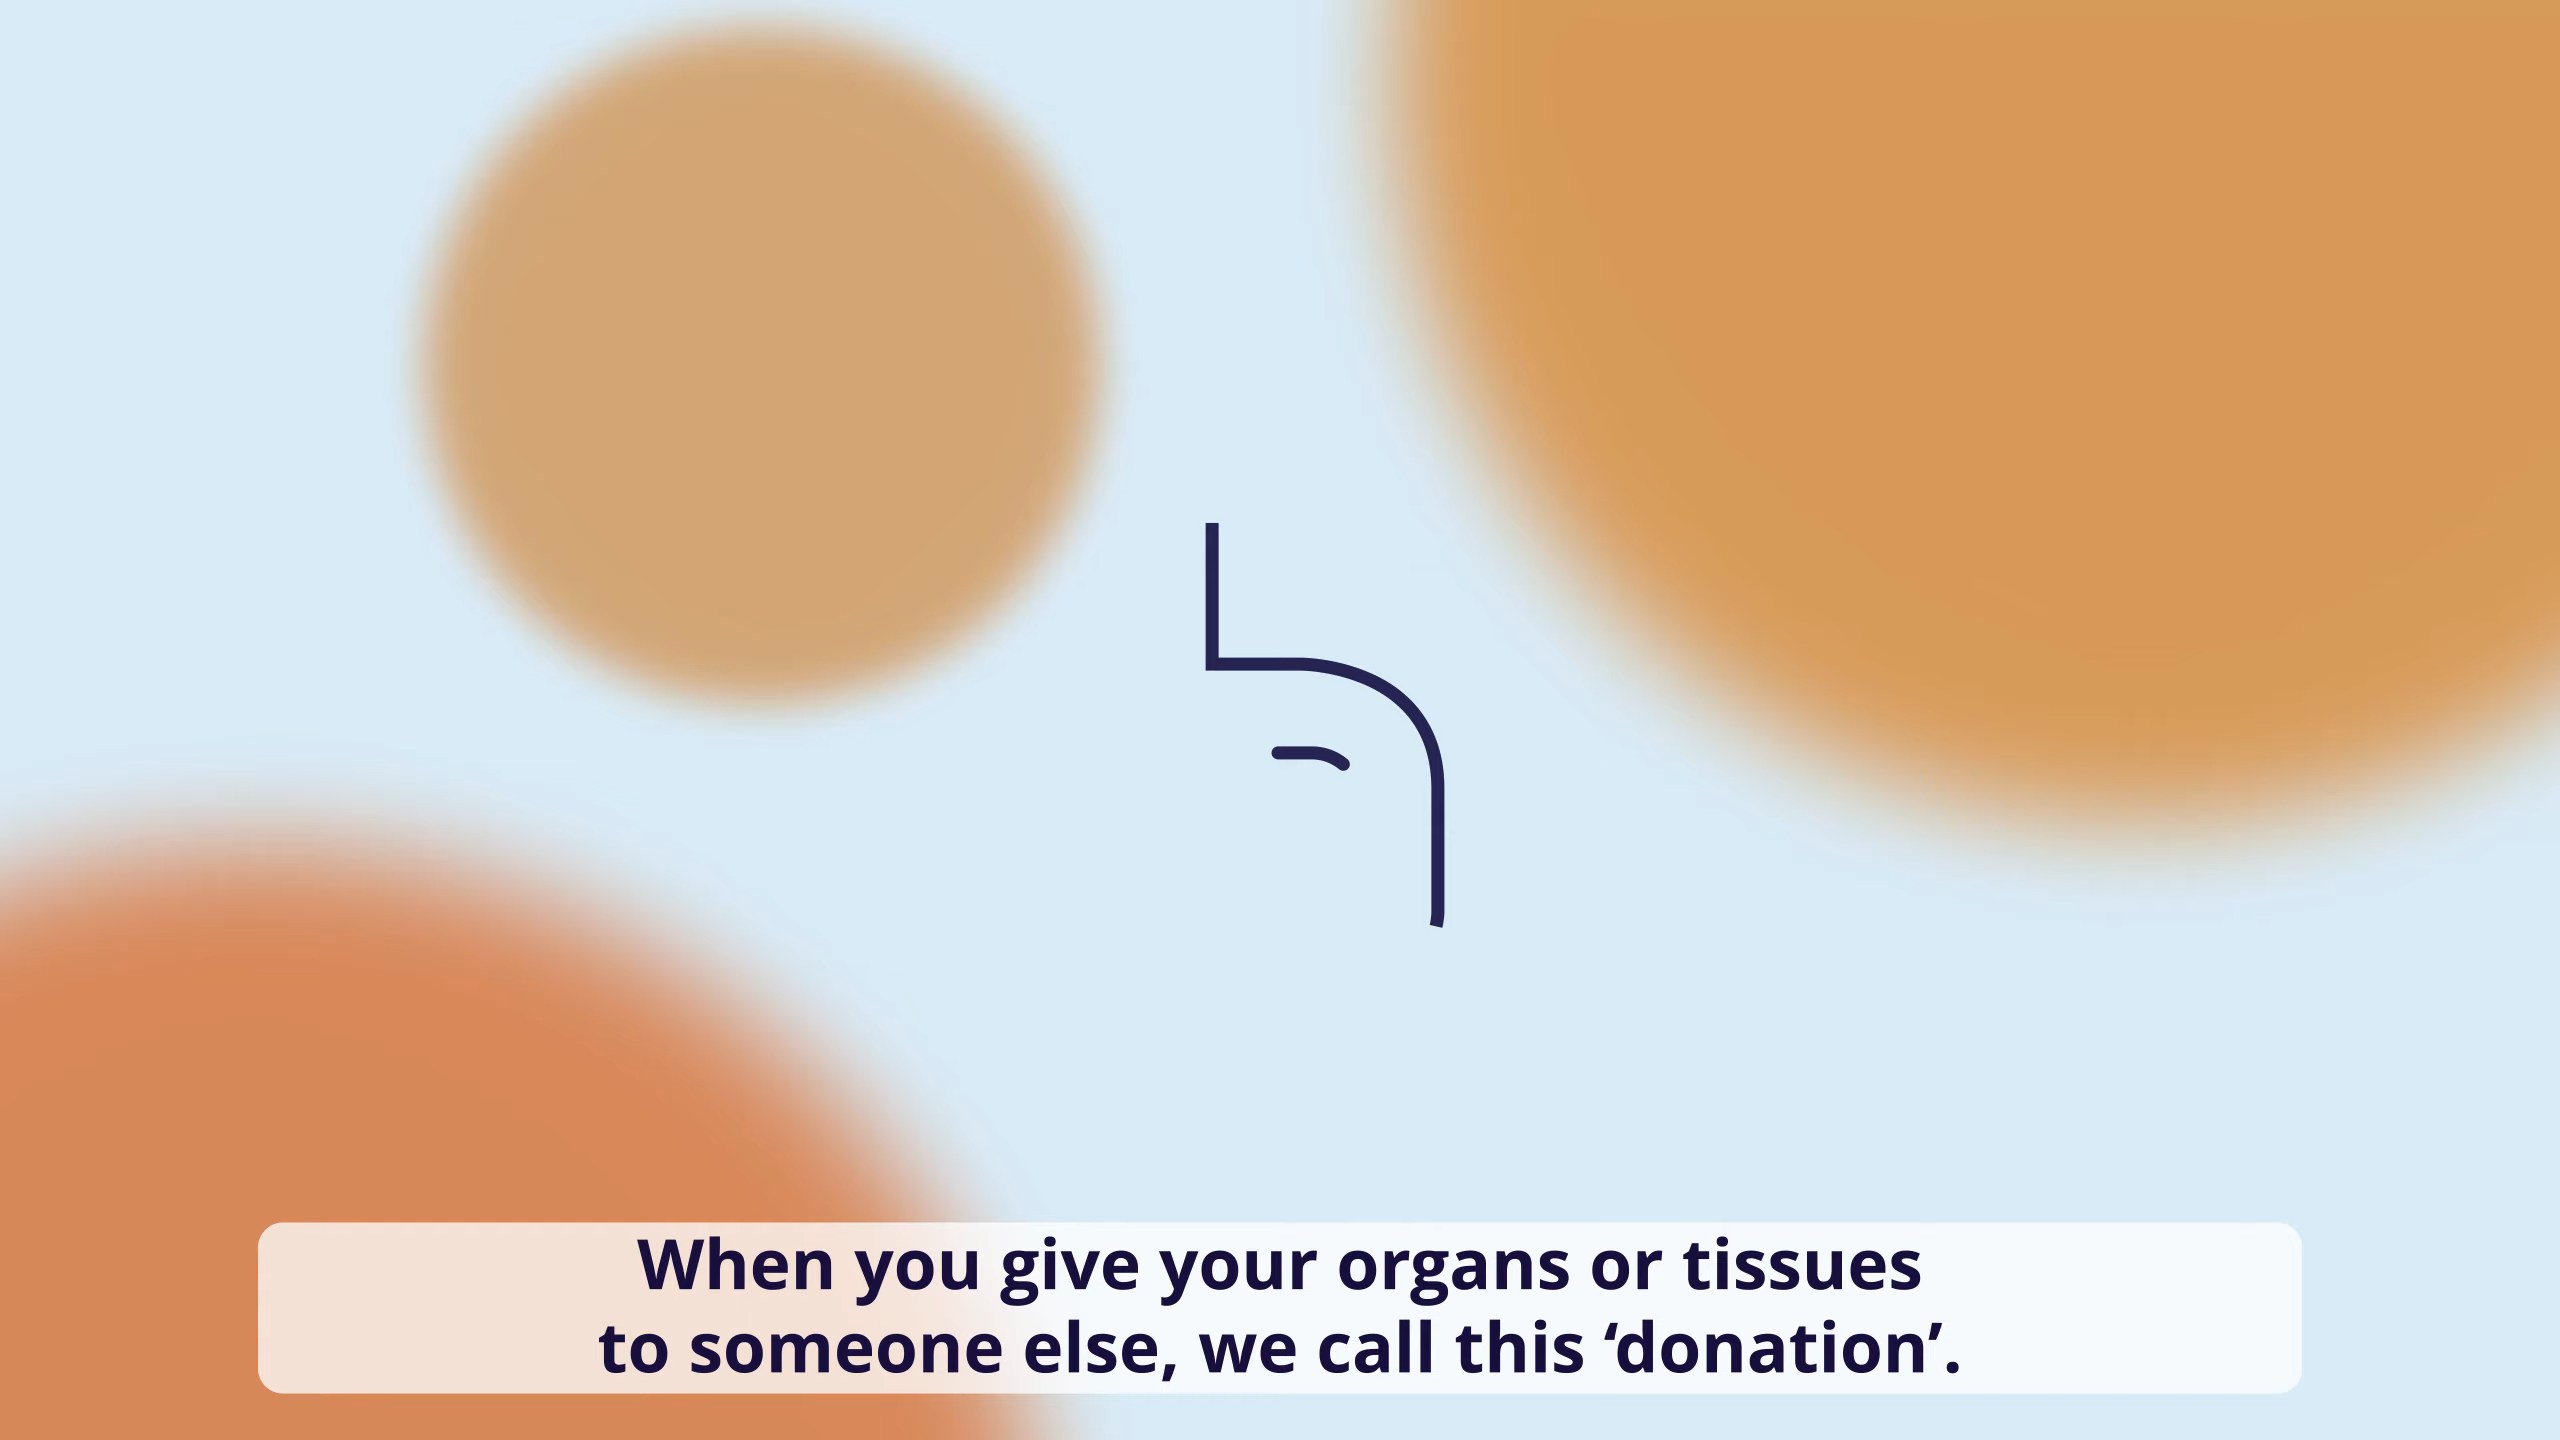 When you give your organs or tissues
to someone else, we call this ‘donation’.